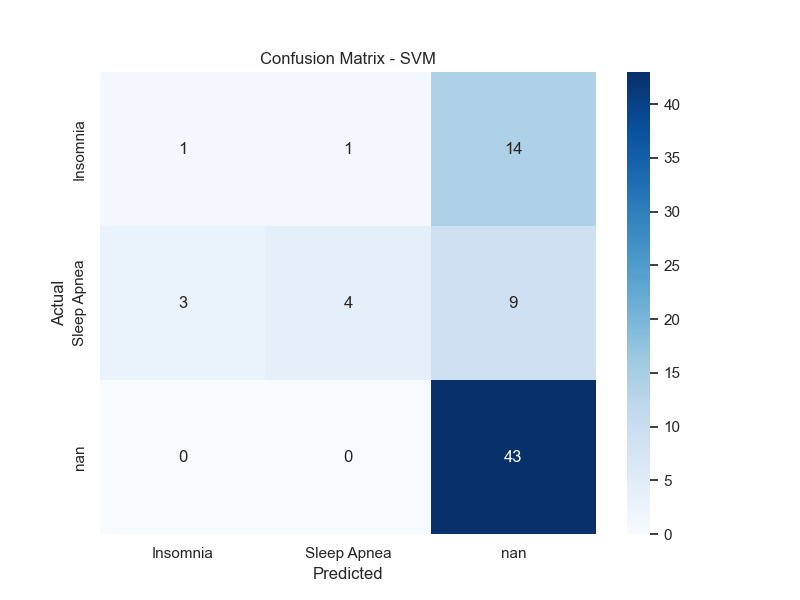 Confusion Matrix - SVM
Actual
Insomnia
Sleep Apnea
nan
1 1 14
3 4 9
0 0 43
Insomnia Sleep Apnea nan
Predicted
40
35
30
25
20
15
10
5
0